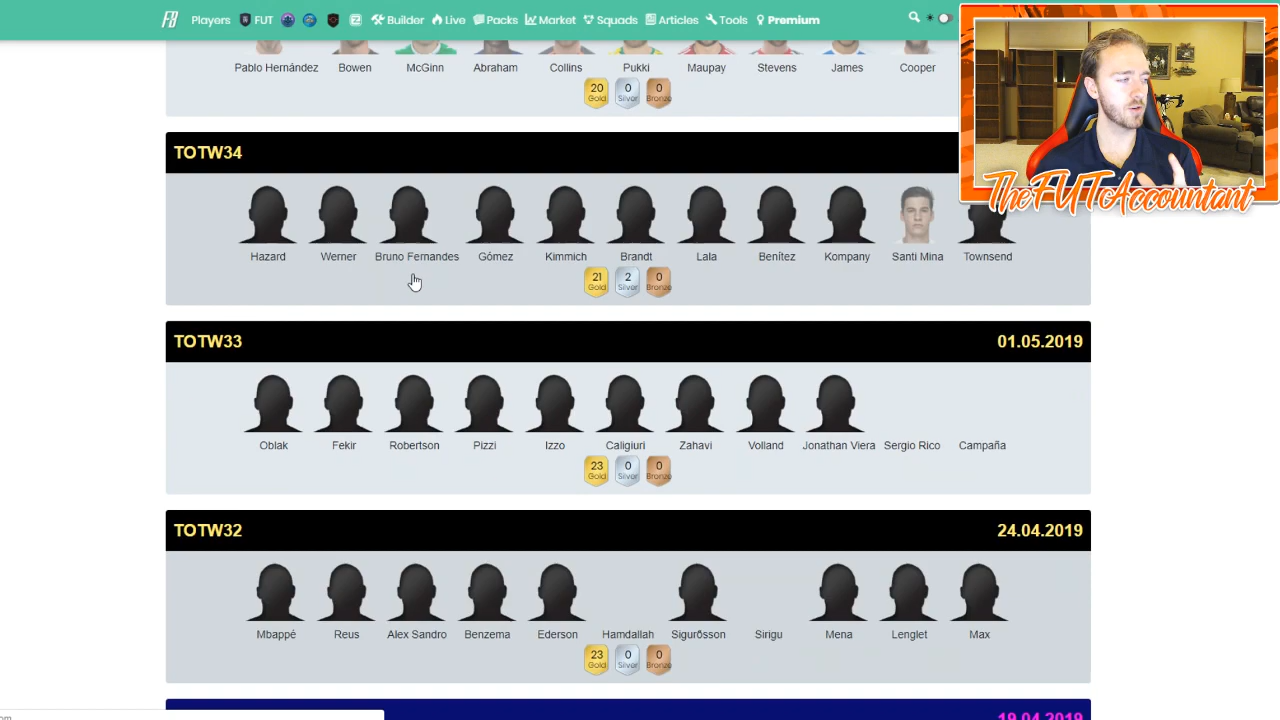 Players FUT Builder Live Packs Market Squads Articles Tools Premium
Pablo Hernández Bowen McGinn Abraham Collins Pukki Maupay Stevens James Cooper
20 0 0
Gold Silver Bronze
TheFUTAccountant
TOTW34
Hazard Werner Bruno Fernandes Gómez Kimmich Brandt Lala Benítez Kompany Santi Mina Townsend
21 2 0
Gold Silver Bronze
TOTW33 01.05.2019
Oblak Fekir Robertson Pizzi Izzo Caligiuri Zahavi Volland Jonathan Viera Sergio Rico Campaña
23 0 0
Gold Silver Bronze
TOTW32 24.04.2019
Mbappé Reus Alex Sandro Benzema Ederson Hamdallah Sigurðsson Sirigu Mena Lenglet Max
23 0 0
Gold Silver Bronze
19.04.2019